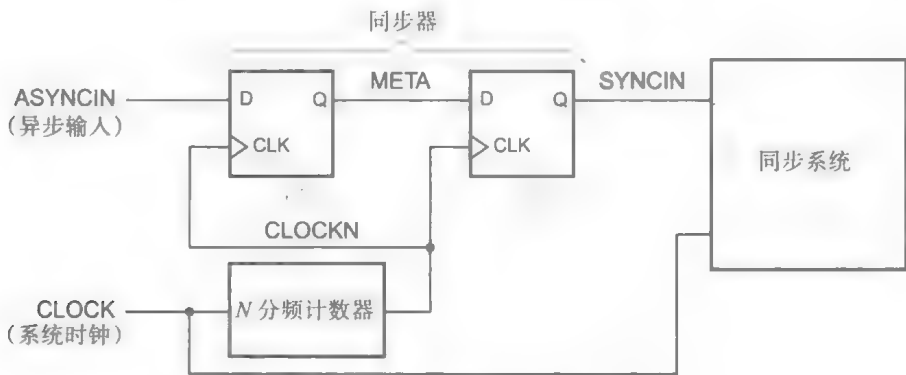 同步器
META
SYNCIN
ASYNCIN
(异步输人)
D
Q
CLK
D
Q
CLK
同步系统
CLOCKN
CLOCK
(系统时钟)
N 分频计数器